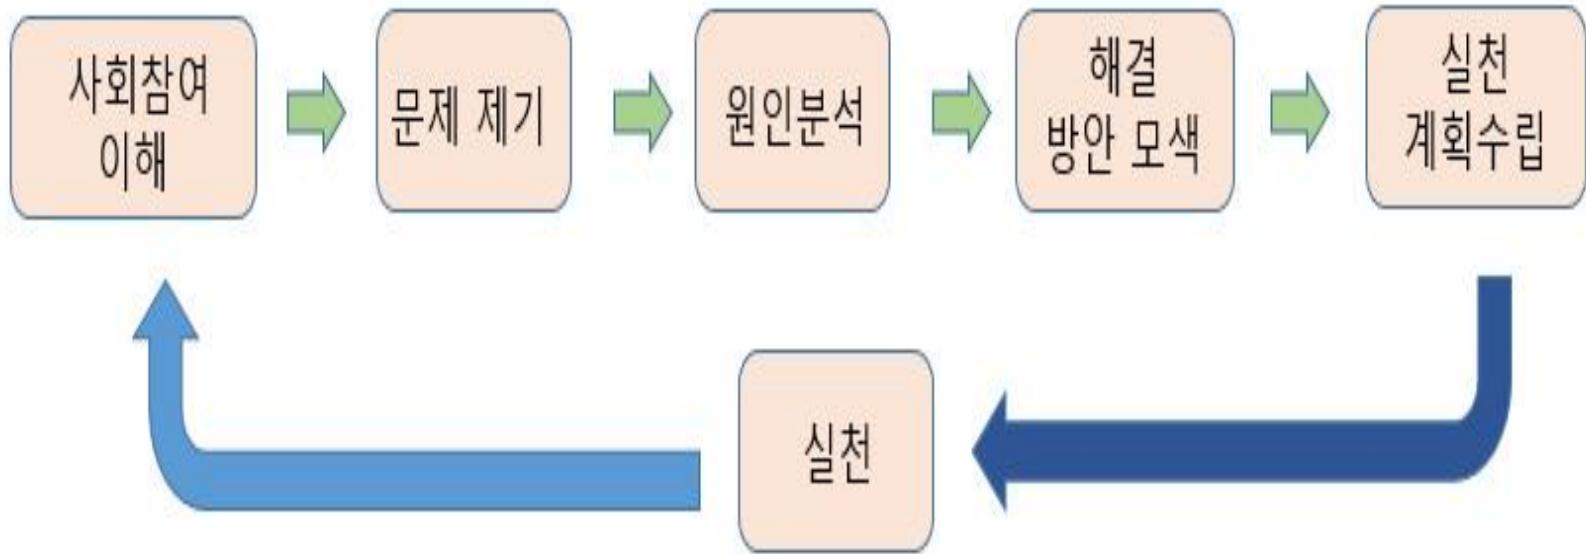 사회참여
이해
문제 제기
원인분석
해결
방안 모색
실천
계획수립
실천